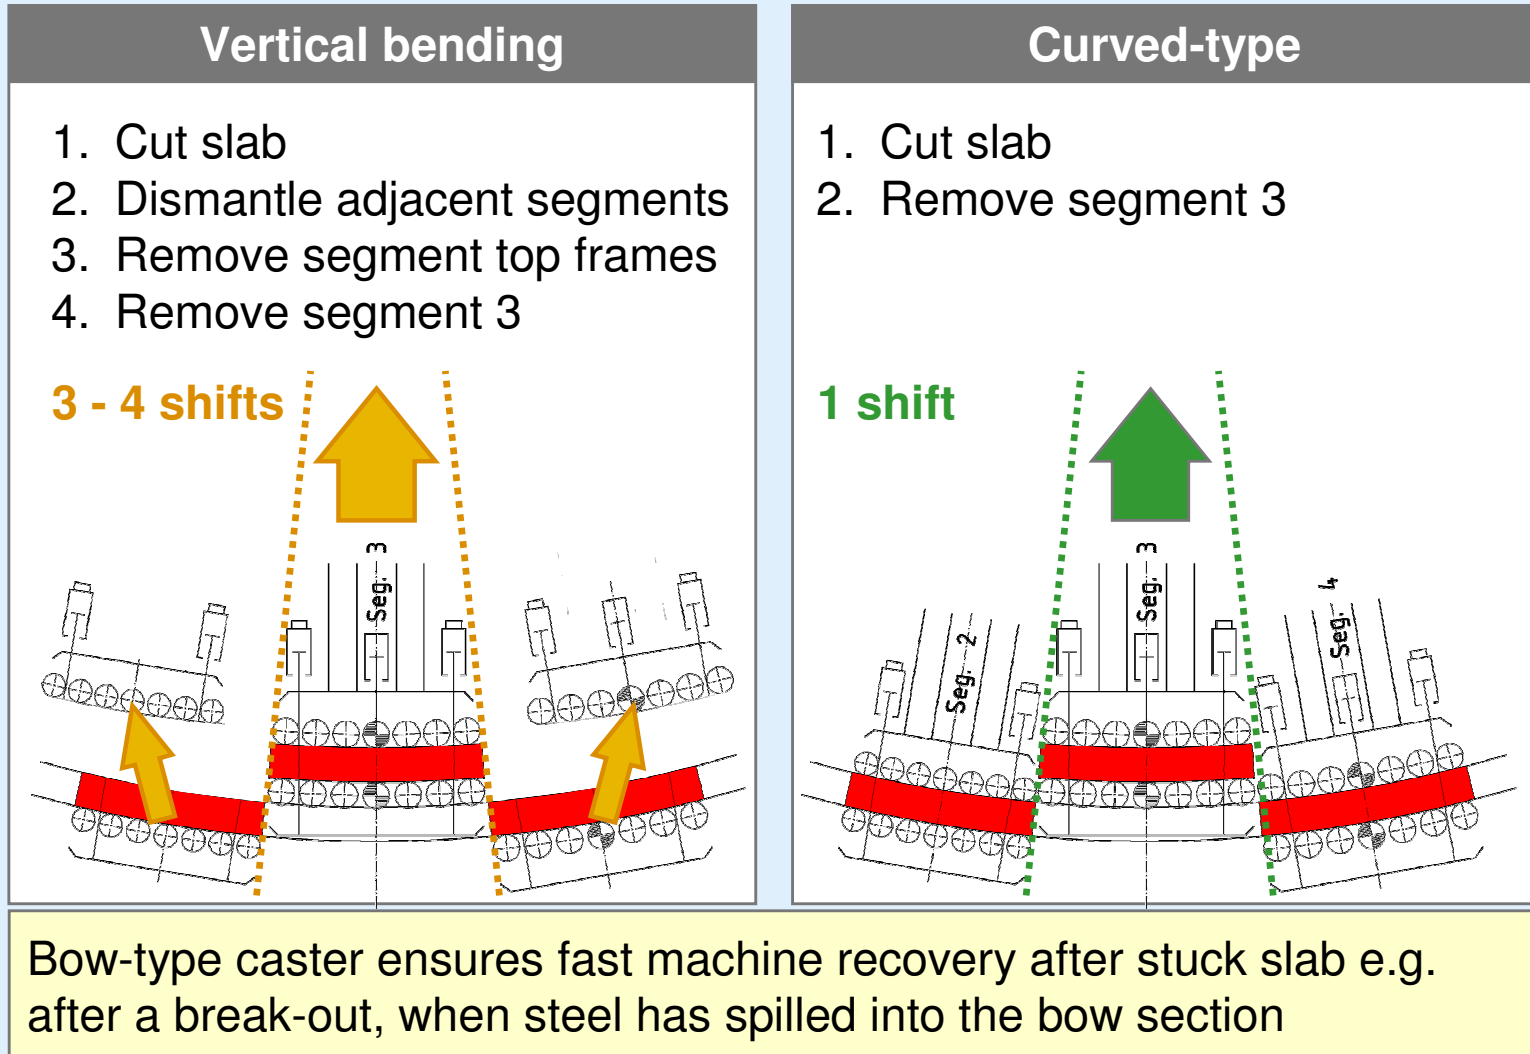 Vertical bending
1. Cut slab
2. Dismantle adjacent segments
3. Remove segment top frames
4. Remove segment 3
3 - 4 shifts
Seg. 3
Curved-type
1. Cut slab
2. Remove segment 3
1 shift
Seg. 2
Seg. 3
Seg. 4
Bow-type caster ensures fast machine recovery after stuck slab e.g.
after a break-out, when steel has spilled into the bow section